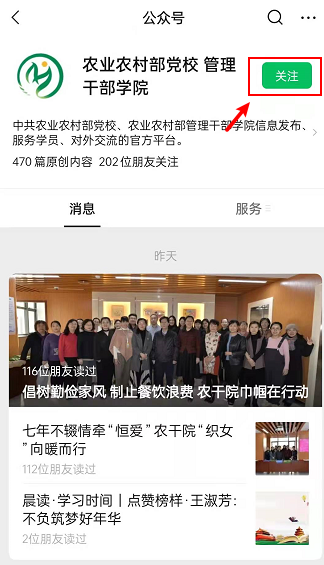 公众号
农业农村部党校 管理
干部学院
关注
中共农业农村部党校、农业农村部管理干部学院信息发布、
服务学员、对外交流的官方平台。
470 篇原创内容 202位朋友关注
消息
服务
昨天
116位朋友读过
倡树勤俭家风 制止餐饮浪费 农干院巾帼在行动
七年不辍情牵“恒爱”农干院“织女
”向暖而行
112位朋友读过
晨读·学习时间丨点赞榜样·王淑芳:
不负筑梦好年华
2位朋友读过